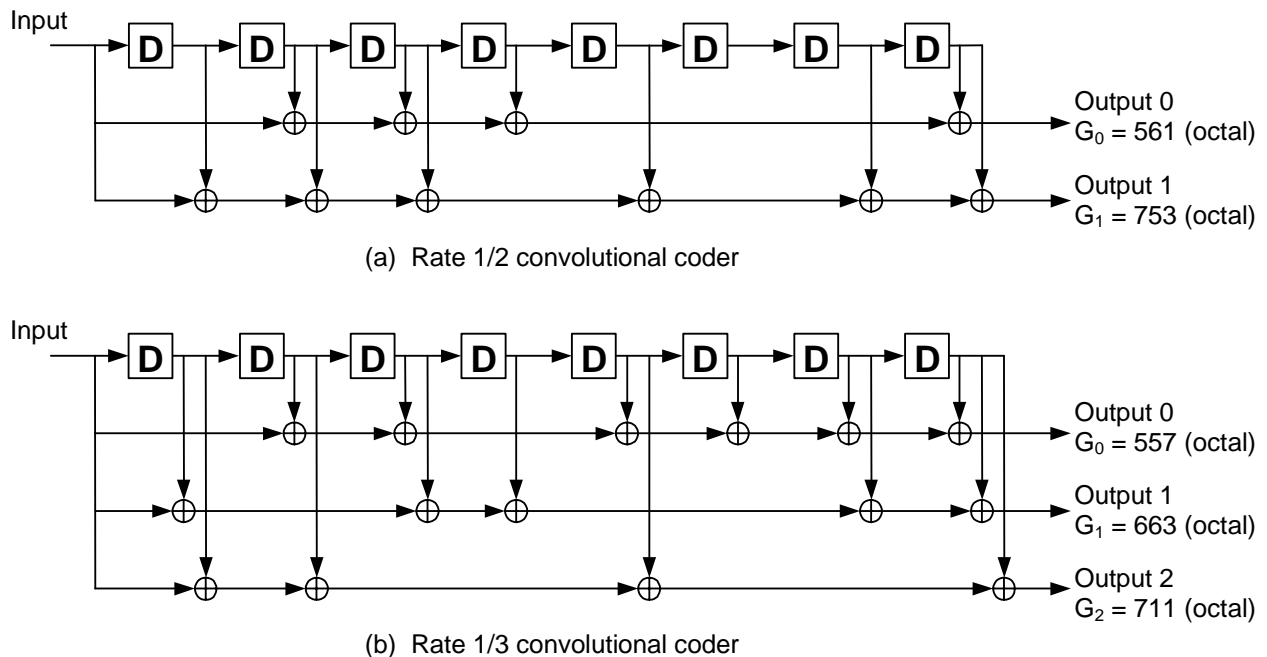 Input
D D D D D D D D
Output 0
G0 = 561 (octal)
Output 1
G1 = 753 (octal)
(a) Rate 1/2 convolutional coder
Input
D D D D D D D D
Output 0
G0 = 557 (octal)
Output 1
G1 = 663 (octal)
Output 2
G2 = 711 (octal)
(b) Rate 1/3 convolutional coder